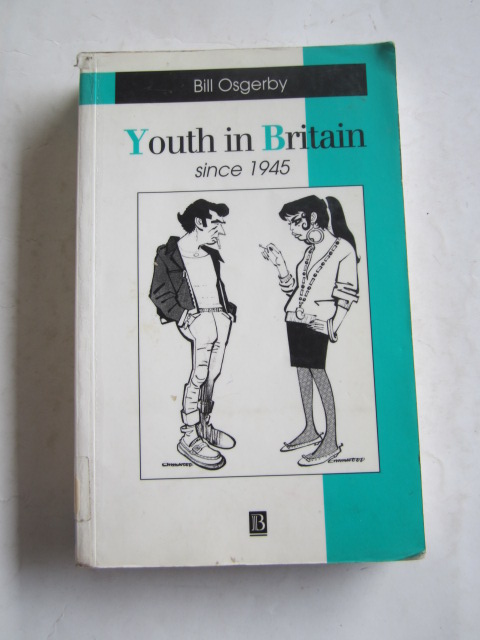 Bill Osgerby
Youth in Britain
since 1945
B